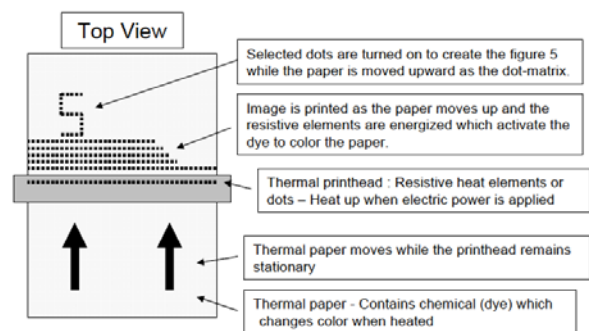 Top View
Selected dots are turned on to create the figure 5
while the paper is moved upward as the dot-matrix.
Image is printed as the paper moves up and the
resistive elements are energized which activate the
dye to color the paper.
Thermal printhead : Resistive heat elements or
dots – Heat up when electric power is applied
Thermal paper moves while the printhead remains
stationary
Thermal paper - Contains chemical (dye) which
changes color when heated